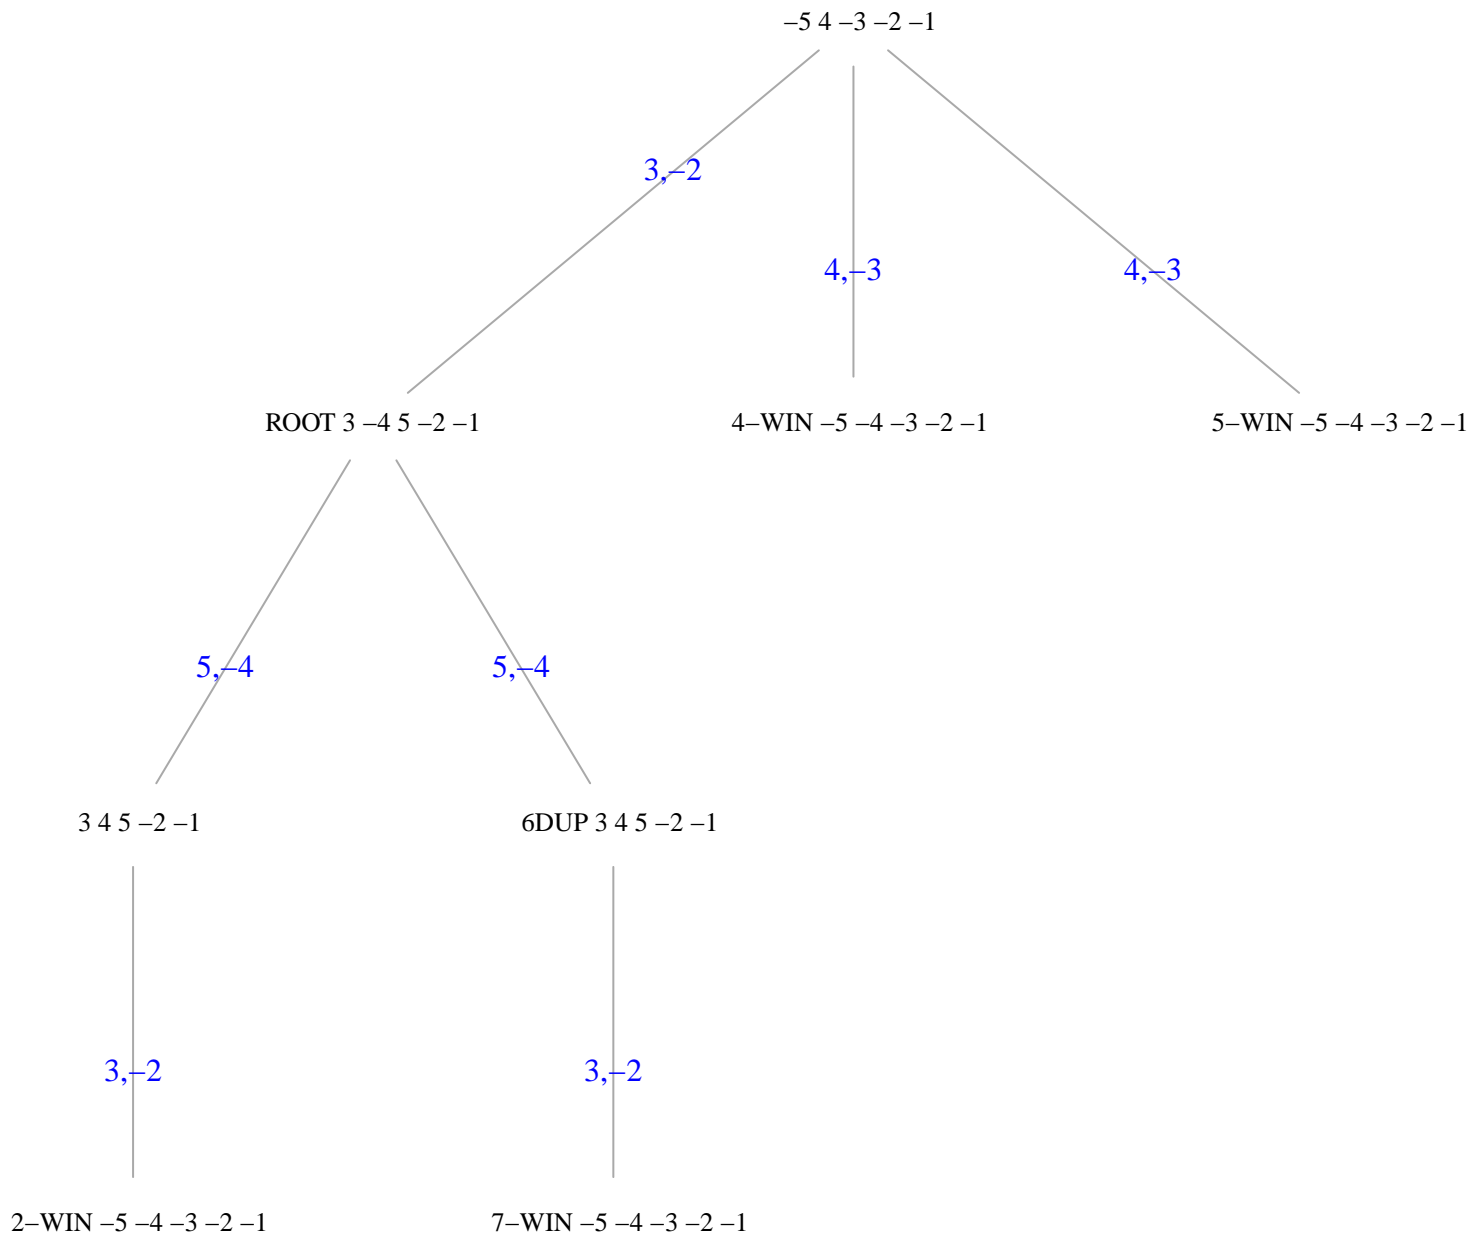 –5 4 –3 –2 –1
3,–2
4,–3
4,–3
ROOT 3 –4 5 –2 –1
4–WIN –5 –4 –3 –2 –1
5–WIN –5 –4 –3 –2 –1
5,–4
5,–4
3 4 5 –2 –1
6DUP 3 4 5 –2 –1
3,–2
3,–2
2–WIN –5 –4 –3 –2 –1
7–WIN –5 –4 –3 –2 –1